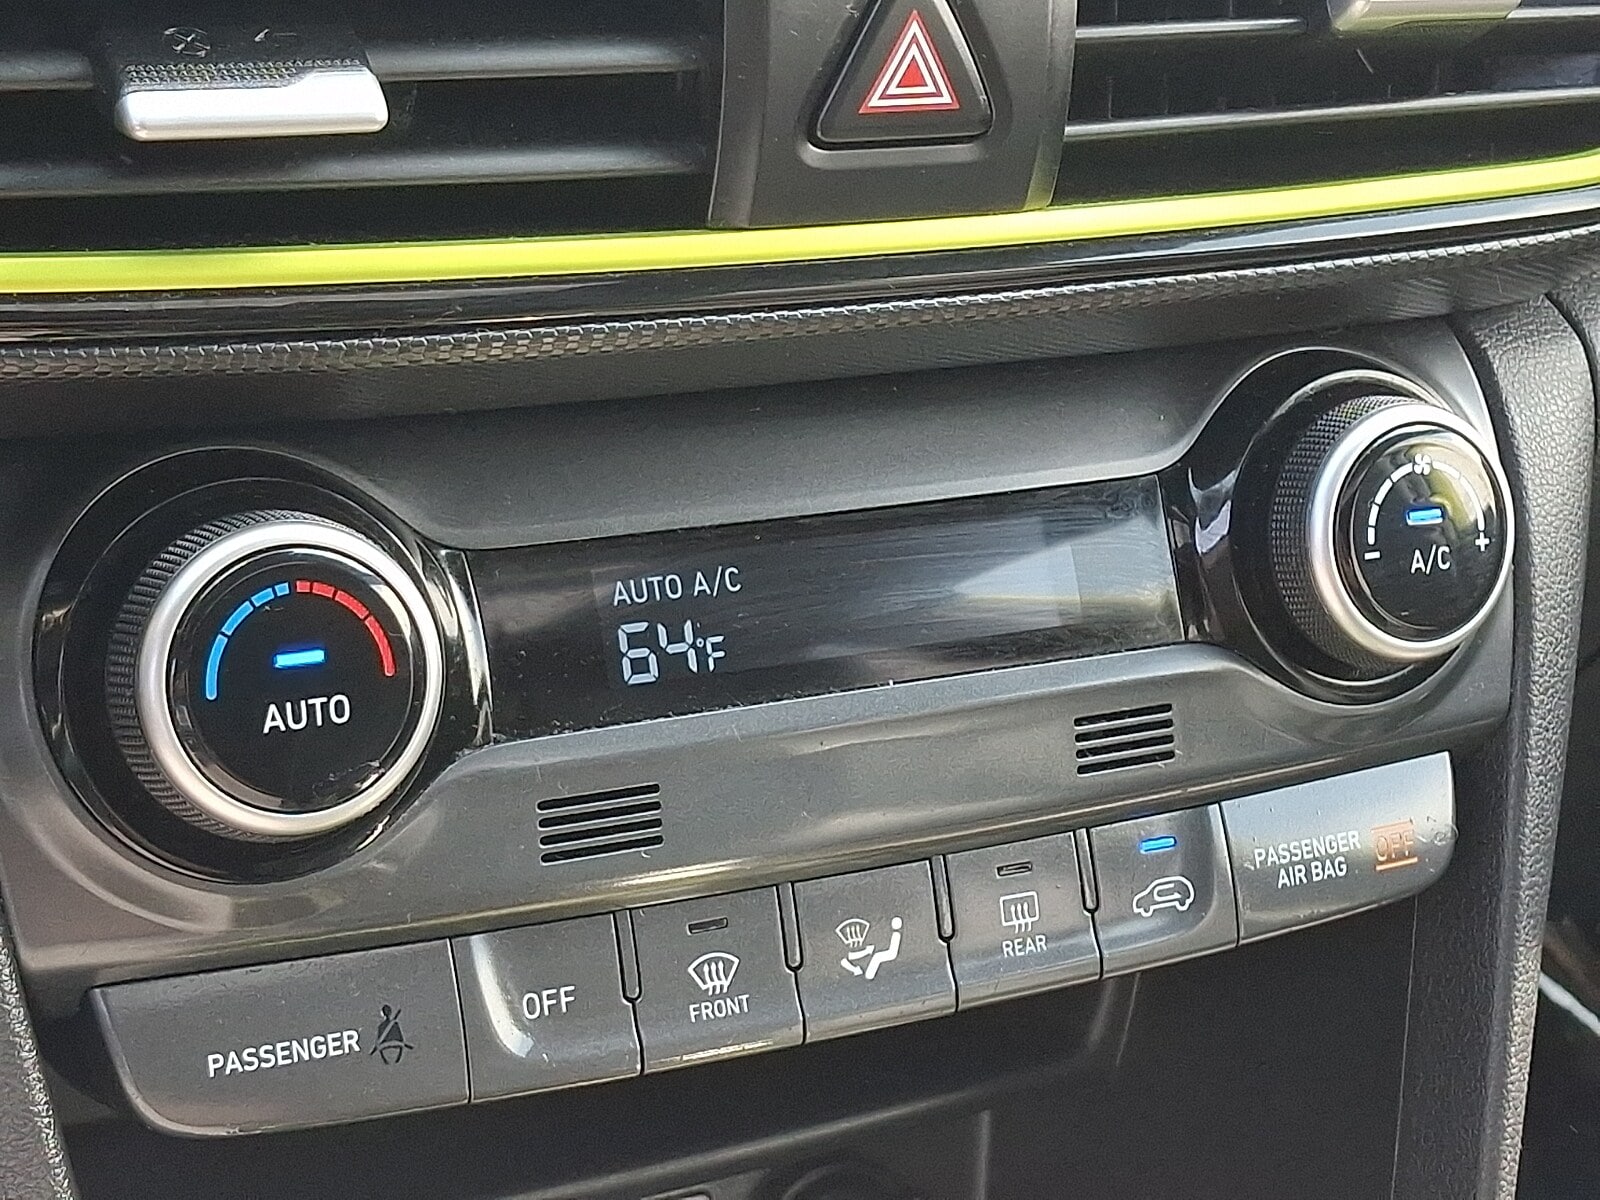 AUTO A/C
64°F
AUTO
- +
A/C
PASSENGER
OFF
FRONT
REAR
PASSENGER
AIR BAG
OFF